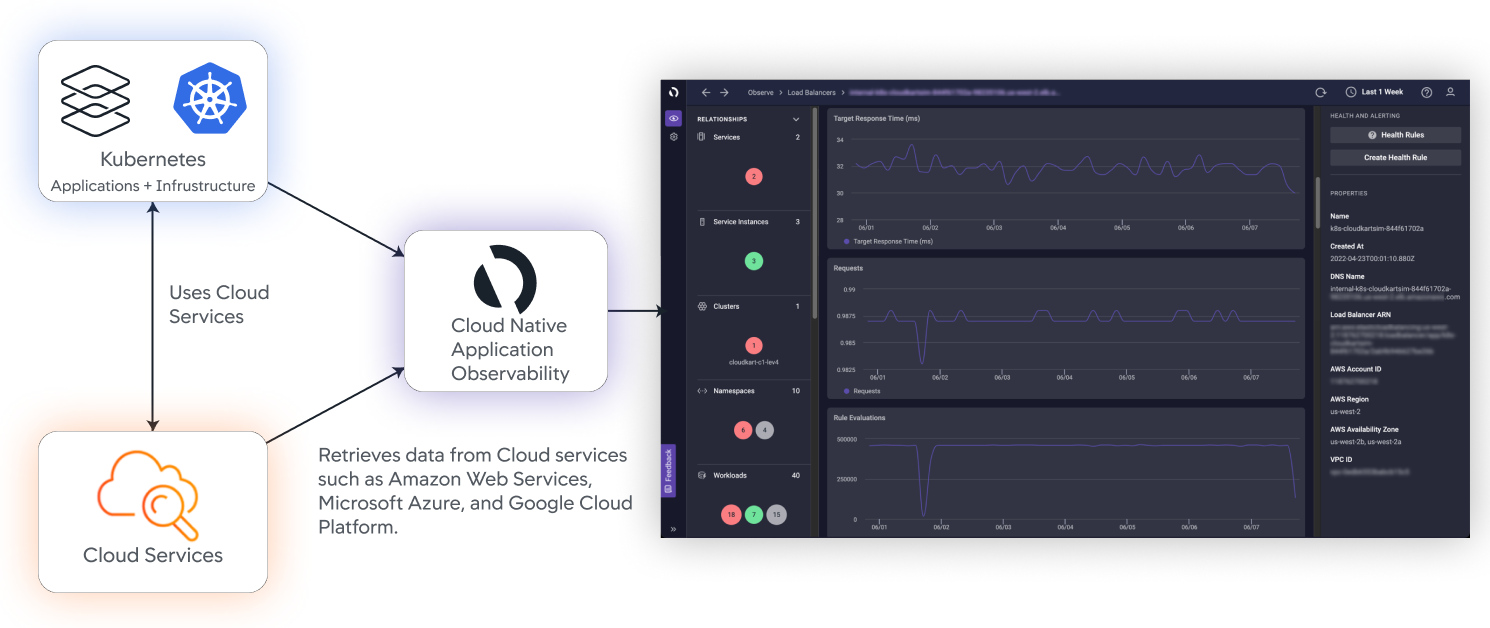 Kubernetes
Applications + Infrustructure
Uses Cloud
Services
Cloud Services
Cloud Native
Application
Observability
Retrieves data from Cloud services
such as Amazon Web Services,
Microsoft Azure, and Google Cloud
Platform.
Observe > Load Balancers >
Last 1 Week
RELATIONSHIPS
Services 2
2
Service Instances 3
3
Clusters 1
1
cloudkart-c1-lev4
Namespaces 10
6 4
Workloads 40
18 7 15
Feedback
Target Response Time (ms)
34
32
30
28
06/01 06/02 06/03 06/04 06/05 06/06 06/07
Target Response Time (ms)
Requests
0.99
0.9875
0.965
0.9825
06/01 06/02 06/03 06/04 06/05 06/06 06/07
Requests
Rule Evaluations
500000
250000
0
06/01 06/02 06/03 06/04 06/05 06/06 06/07
HEALTH AND ALERTING
Health Rules
Create Health Rule
PROPERTIES
Name
k8s-cloudkartsim-844f61702a
Created At
2022-04-23T00:01:10.880Z
DNS Name
internal-k8s-cloudkartsim-844f61702a-
.com
Load Balancer ARN
AWS Account ID
AWS Region
us-west-2
AWS Availability Zone
us-west-2b, us-west-2a
VPC ID